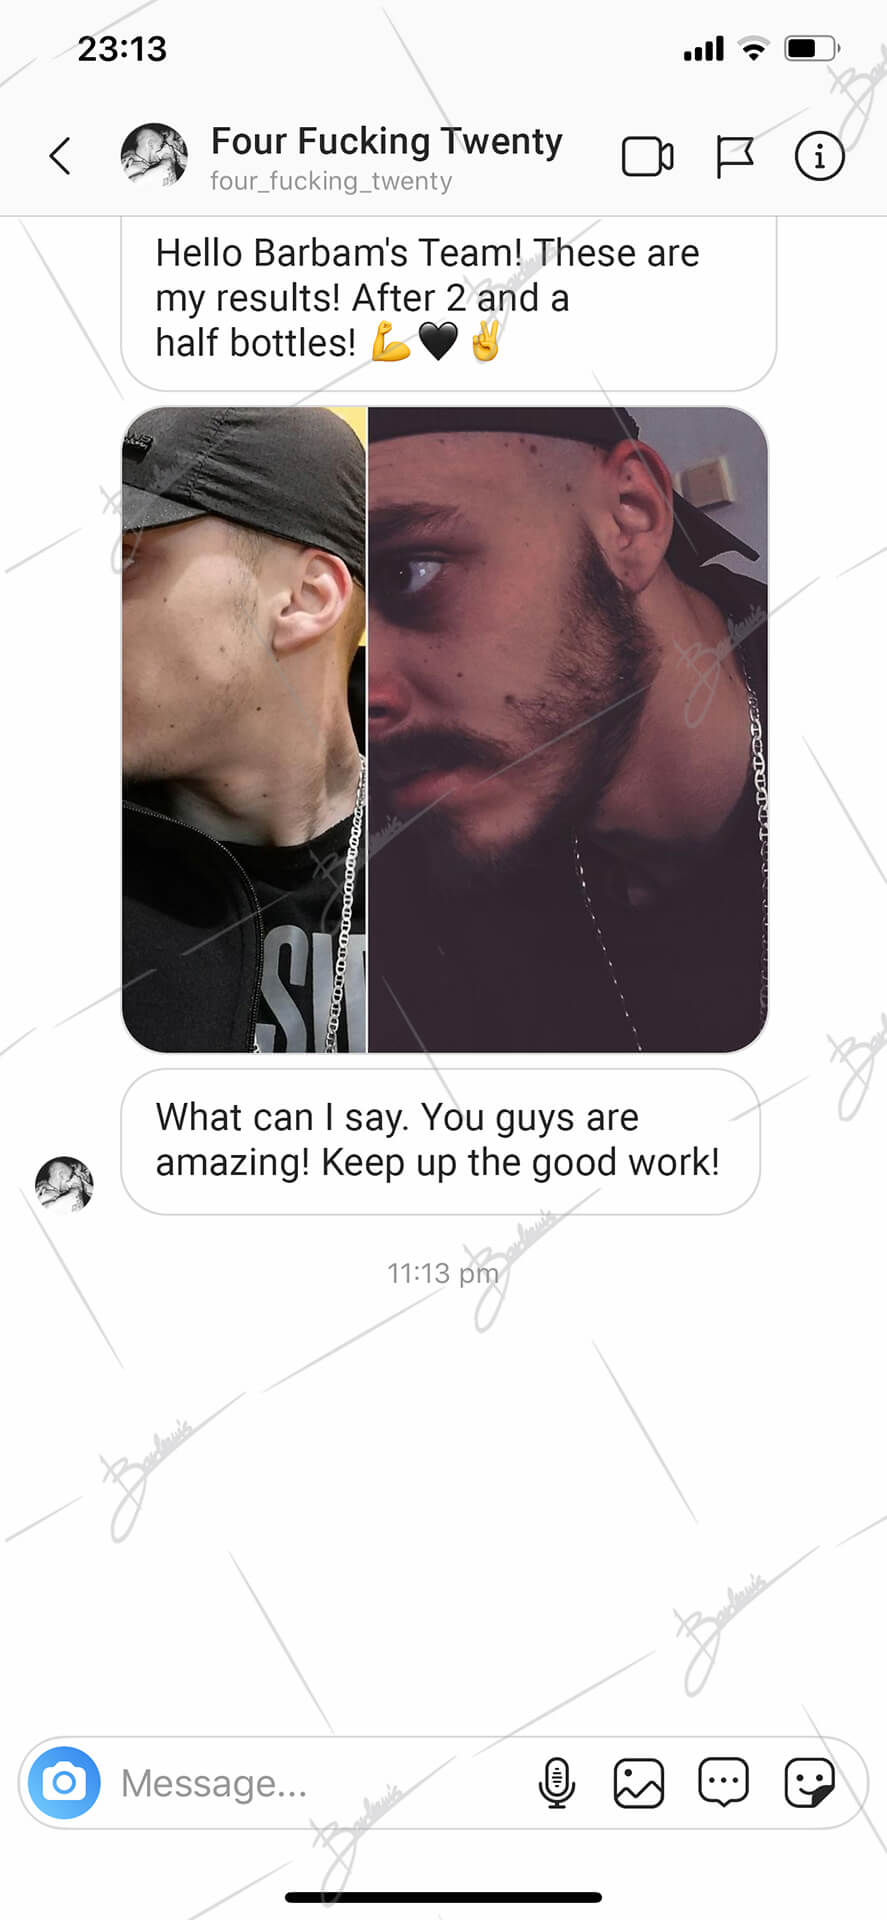 23:13
Four Fucking Twenty
four_fucking_twenty
Hello Barbam's Team! These are
my results! After 2 and a
half bottles! 💪🖤✌️
What can I say. You guys are
amazing! Keep up the good work!
11:13 pm
Message...